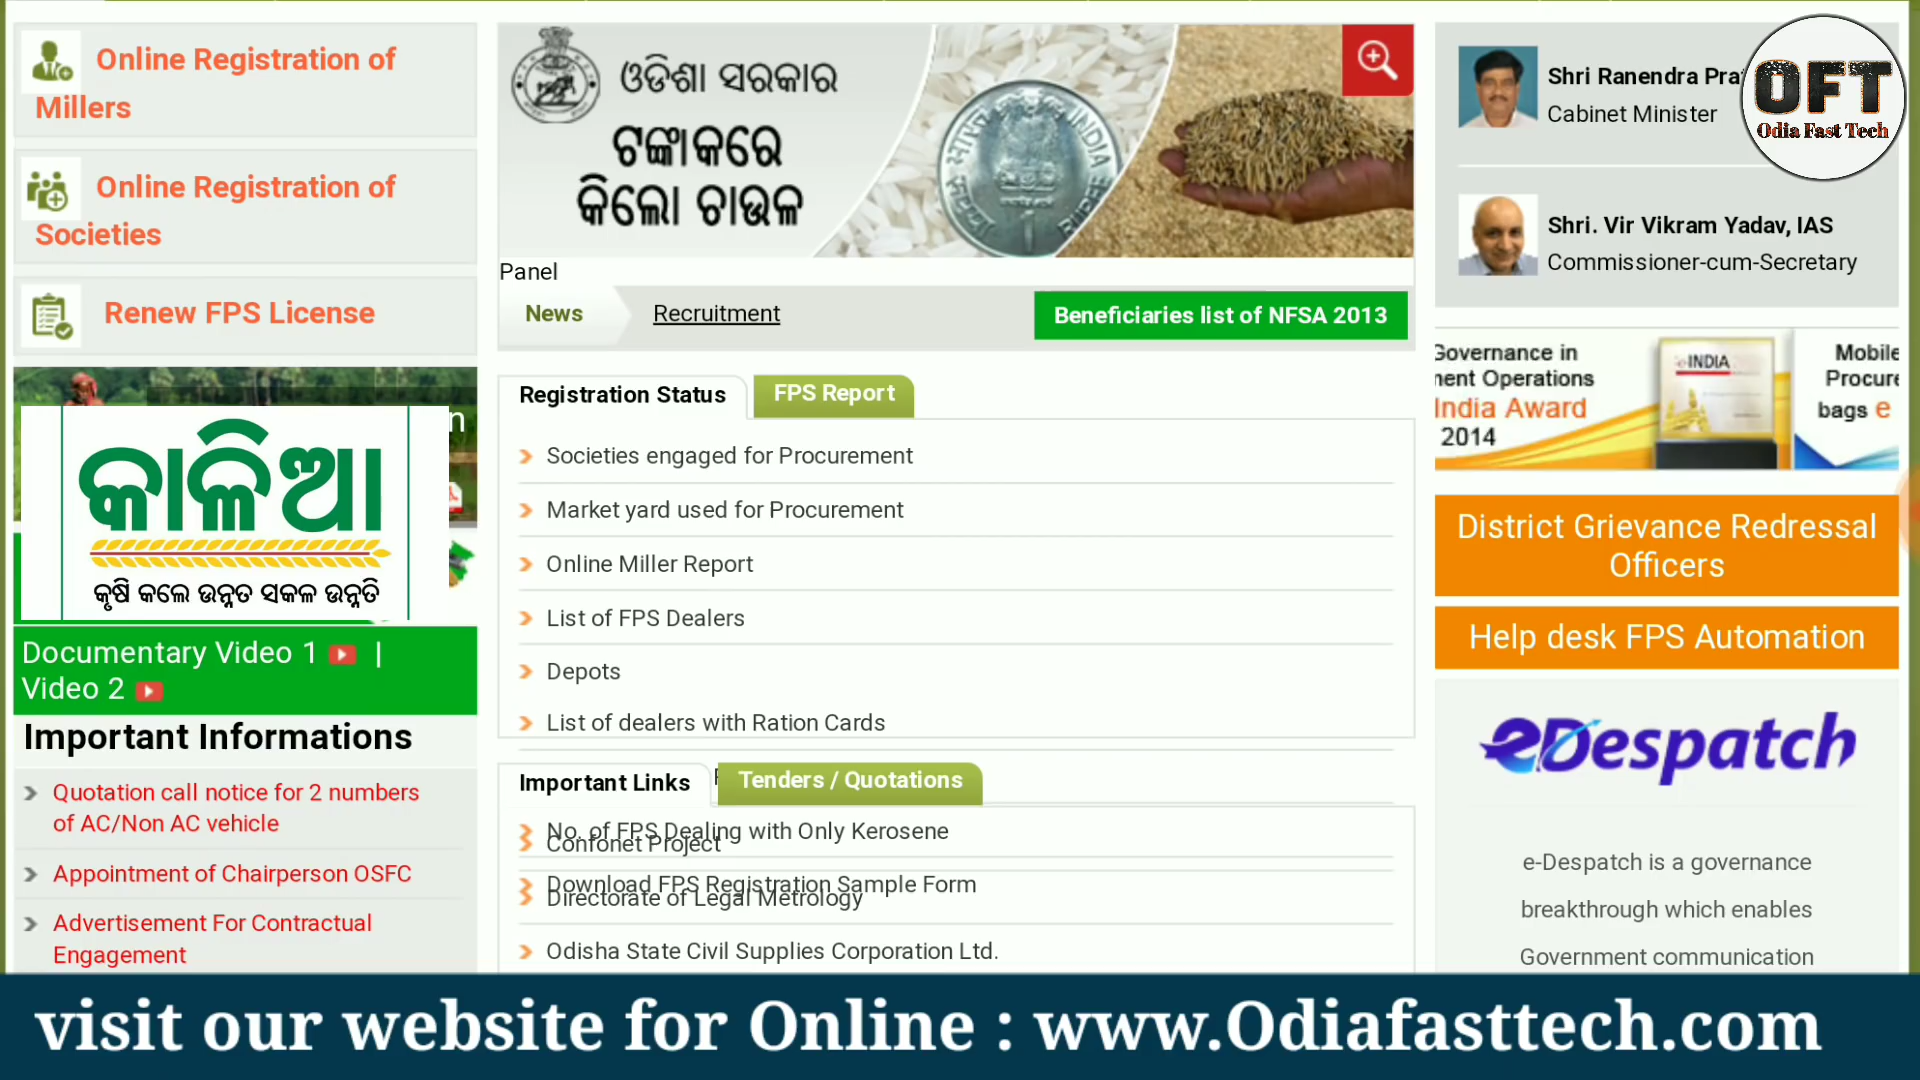 Online Registration of
Millers
Online Registration of
Societies
Renew FPS License
କାଳିଆ
କୃଷି କଲେ ଉନ୍ନତ ସକଳ ଉନ୍ନତି
Documentary Video 1 |
Video 2
Important Informations
Quotation call notice for 2 numbers
of AC/Non AC vehicle
Appointment of Chairperson OSFC
Advertisement For Contractual
Engagement
ଓଡିଶା ସରକାର
ଟଙ୍କାକରେ
କିଲୋ ଚାଉଳ
INDIA
1
RUPEE
Panel
News
Recruitment
Beneficiaries list of NFSA 2013
Registration Status
FPS Report
Societies engaged for Procurement
Market yard used for Procurement
Online Miller Report
List of FPS Dealers
Depots
List of dealers with Ration Cards
Important Links
Tenders / Quotations
No. of FPS Dealing with Only Kerosene
Confonet Project
Download FPS Registration Sample Form
Directorate of Legal Metrology
Odisha State Civil Supplies Corporation Ltd.
Shri Ranendra
Cabinet Minister
OFT
Odia Fast Tech
Shri. Vir Vikram Yadav, IAS
Commissioner-cum-Secretary
Governance in
nent Operations
India Award
2014
eINDIA
Mobile
Procure
bags e
District Grievance Redressal
Officers
Help desk FPS Automation
eDespatch
e-Despatch is a governance
breakthrough which enables
Government communication
visit our website for Online : www.Odiafasttech.com